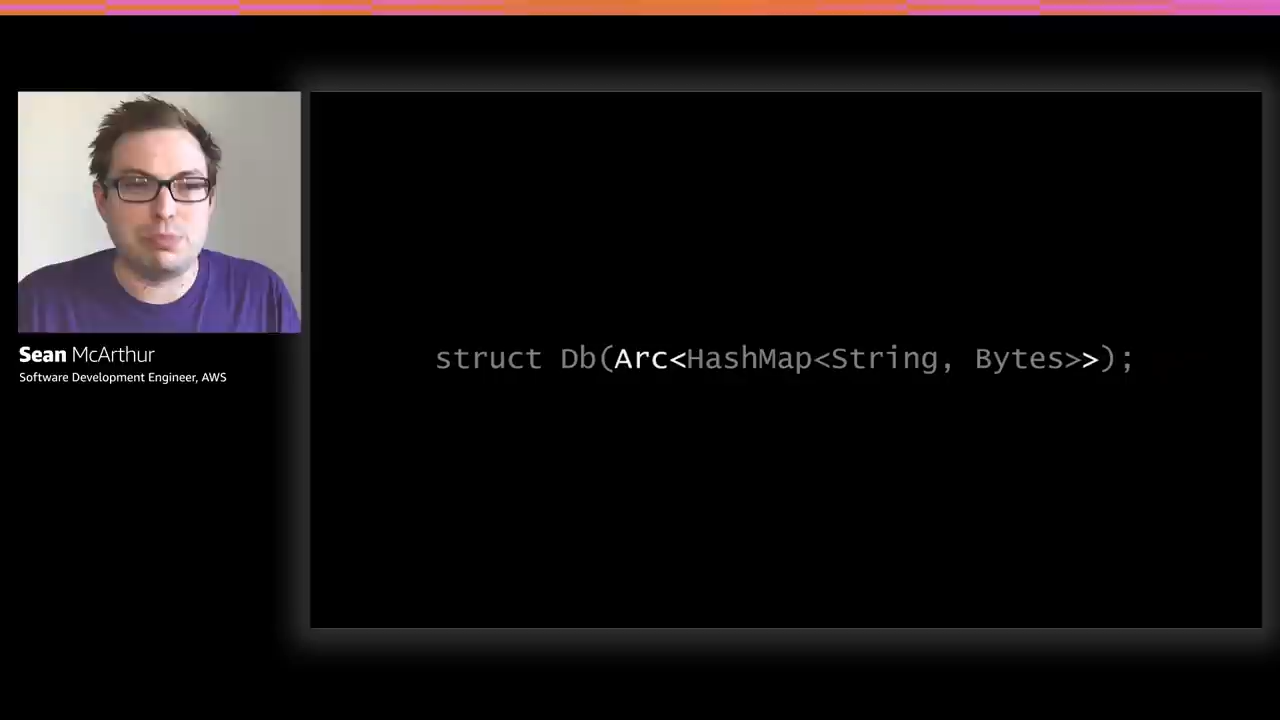 Sean McArthur
Software Development Engineer, AWS
struct Db(Arc<HashMap<String, Bytes>>);